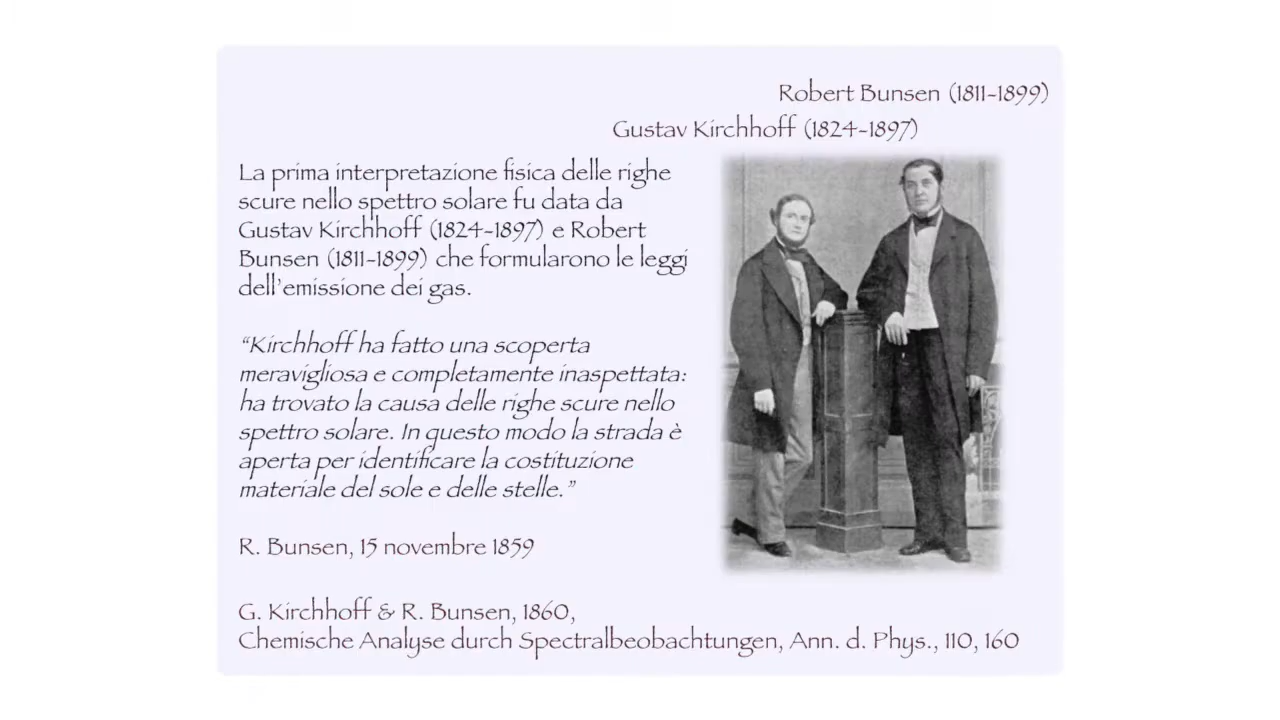 Robert Bunsen (1811-1899)
Gustav Kirchhoff (1824-1897)
La prima interpretazione fisica delle righe
scure nello spettro solare fu data da
Gustav Kirchhoff (1824-1897) e Robert
Bunsen (1811-1899) che formularono le leggi
dell'emissione dei gas.
“Kirchhoff ha fatto una scoperta
meravigliosa e completamente inaspettata:
ha trovato la causa delle righe scure nello
spettro solare. In questo modo la strada è
aperta per identificare la costituzione
materiale del sole e delle stelle.”
R. Bunsen, 15 novembre 1859
G. Kirchhoff & R. Bunsen, 1860,
Chemische Analyse durch Spectralbeobachtungen, Ann. d. Phys., 110, 160